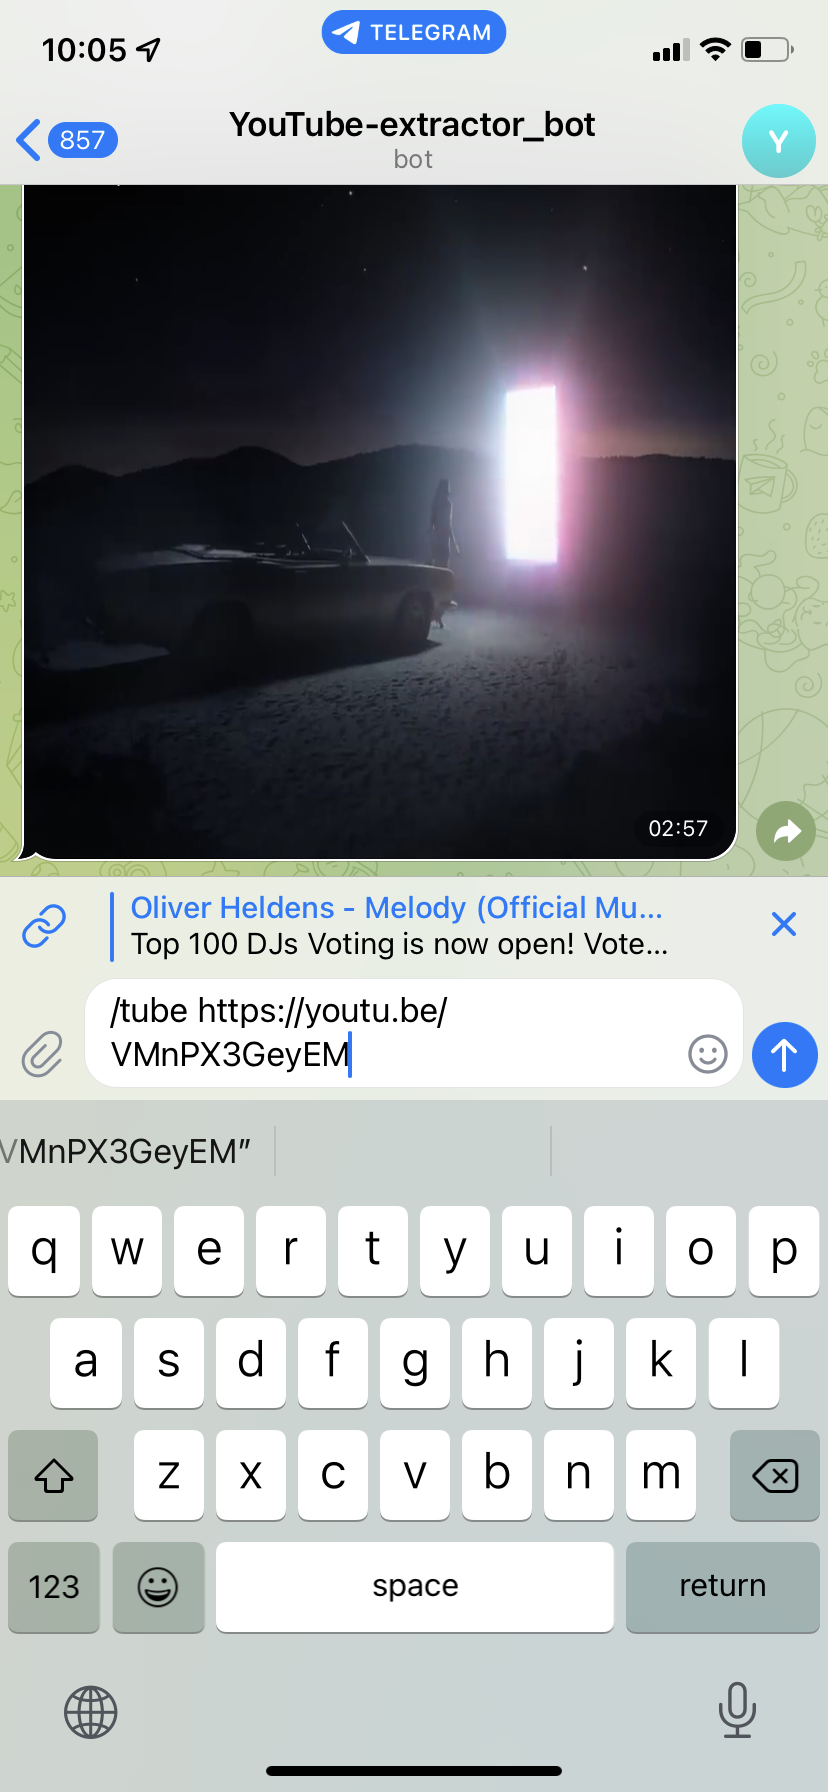 10:05
TELEGRAM
857
YouTube-extractor_bot
bot
Y
02:57
Oliver Heldens - Melody (Official Mu...
Top 100 DJs Voting is now open! Vote...
/tube https://youtu.be/
VMnPX3GeyEM
VMnPX3GeyEM"
q w e r t y u i o p
a s d f g h j k l
z x c v b n m
123 space return